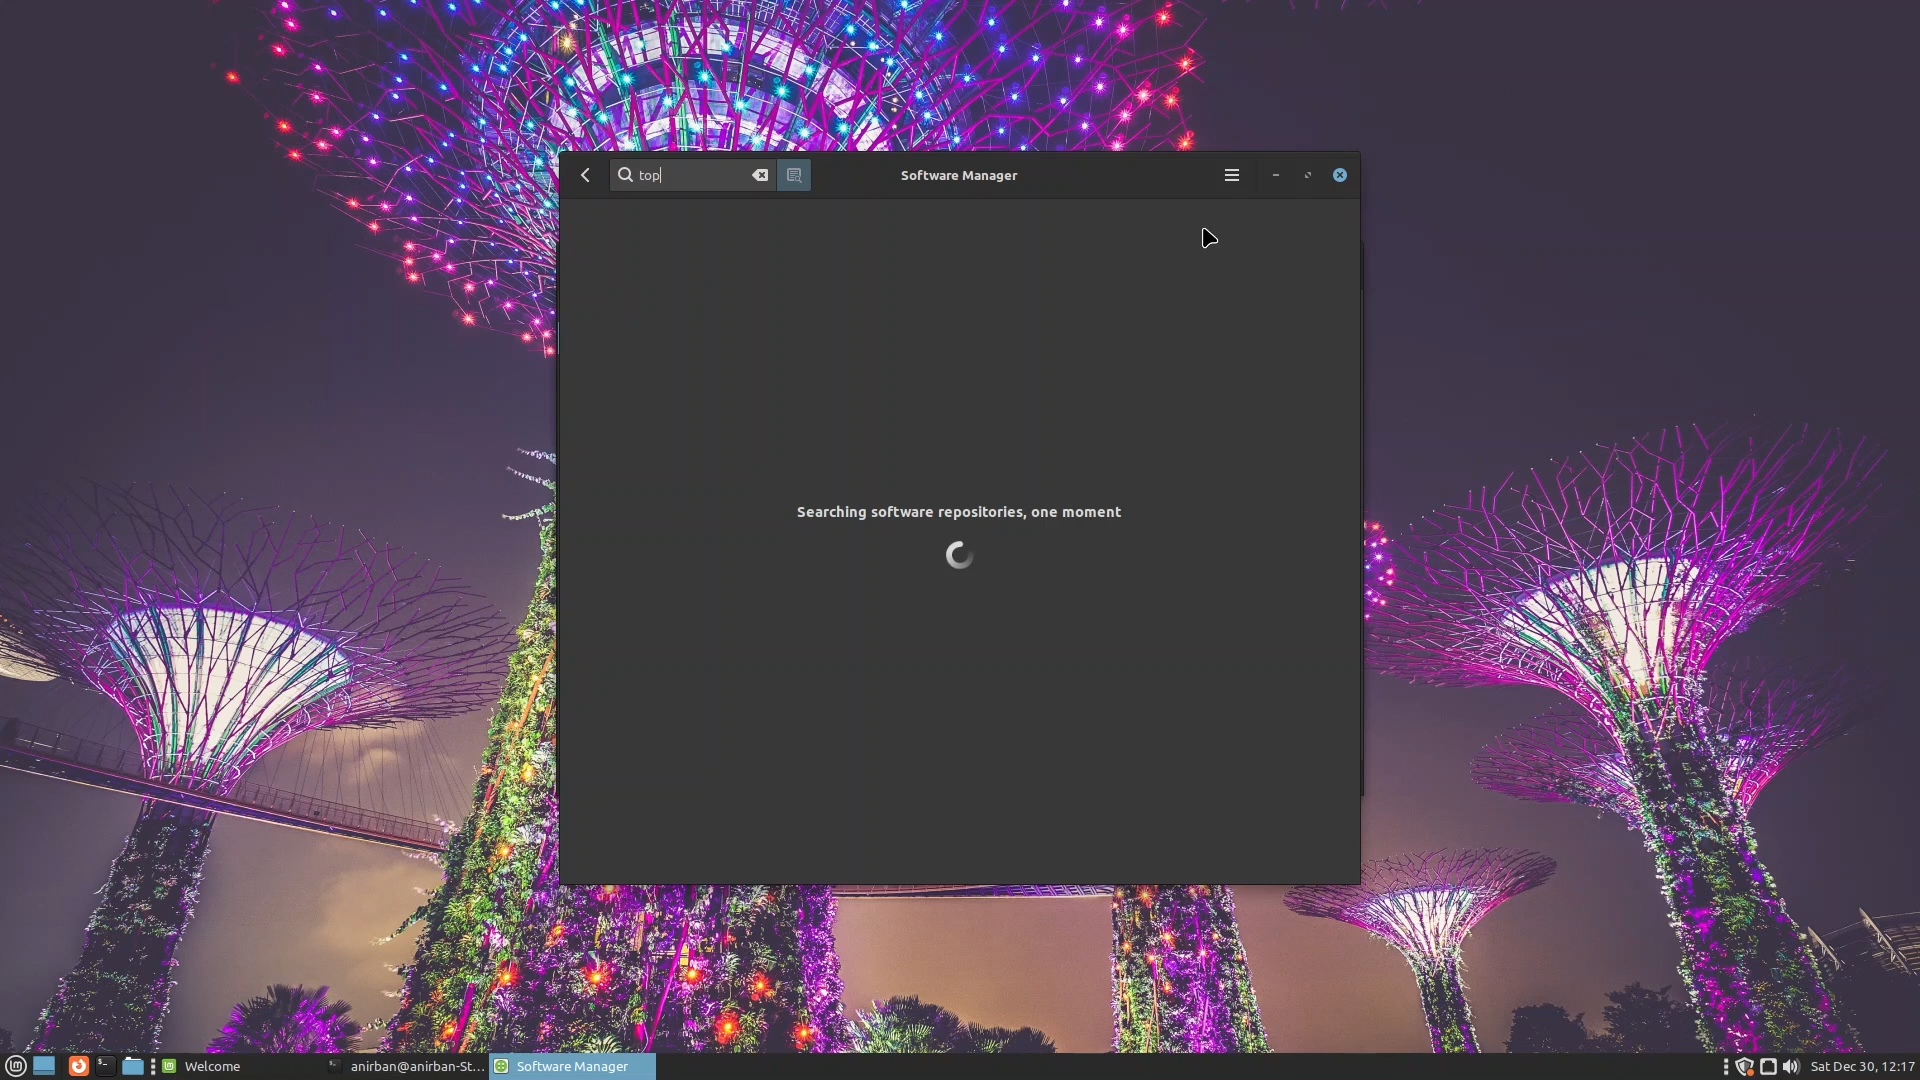 top
Software Manager
Searching software repositories, one moment
Welcome
anirban@anirban-St...
Software Manager
Sat Dec 30, 12:17